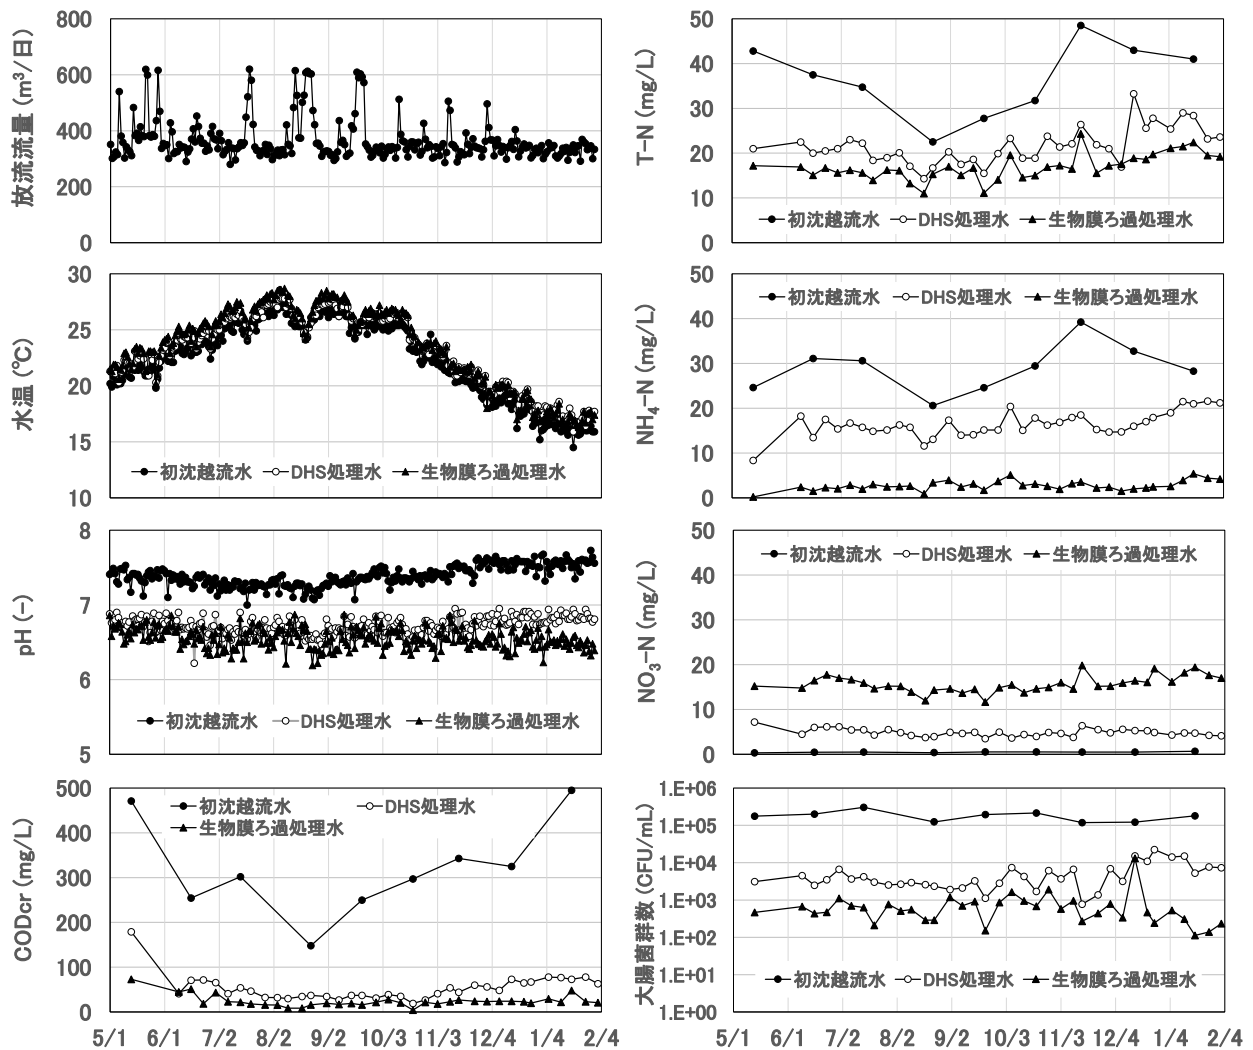 放流流量 (m³/日)
800
600
400
200
0
水温 (℃)
30
25
20
15
10
初沈越流水 DHS処理水 生物膜ろ過処理水
pH (−)
8
7
6
5
初沈越流水 DHS処理水 生物膜ろ過処理水
CODcr (mg/L)
500
400
300
200
100
0
初沈越流水 DHS処理水
生物膜ろ過処理水
5/1 6/1 7/2 8/2 9/2 10/3 11/3 12/4 1/4 2/4
T−N (mg/L)
50
40
30
20
10
0
初沈越流水 DHS処理水 生物膜ろ過処理水
NH₄−N (mg/L)
50
40
30
20
10
0
初沈越流水 DHS処理水 生物膜ろ過処理水
NO₃−N (mg/L)
50
40
30
20
10
0
初沈越流水 DHS処理水 生物膜ろ過処理水
大腸菌群数 (CFU/mL)
1.E+06
1.E+05
1.E+04
1.E+03
1.E+02
1.E+01
1.E+00
初沈越流水 DHS処理水 生物膜ろ過処理水
5/1 6/1 7/2 8/2 9/2 10/3 11/3 12/4 1/4 2/4